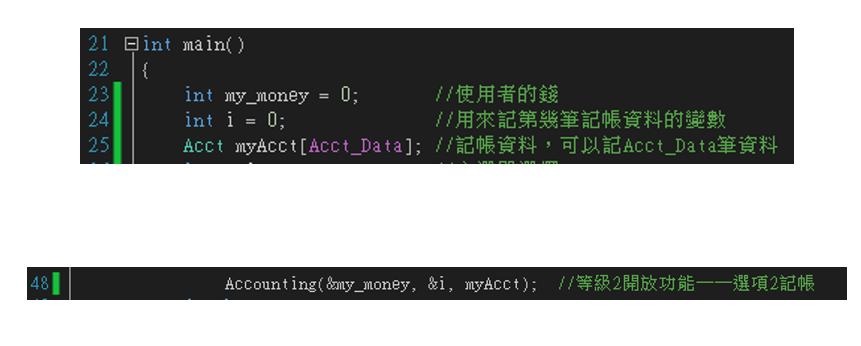 21 int main()
22 {
23 int my_money = 0; //使用者的錢
24 int i = 0; //用來記第幾筆記帳資料的變數
25 Acct myAcct[Acct_Data]; //記帳資料，可以記Acct_Data筆資料
48 Accounting(&my_money, &i, myAcct); //等級2開放功能——選項2記帳